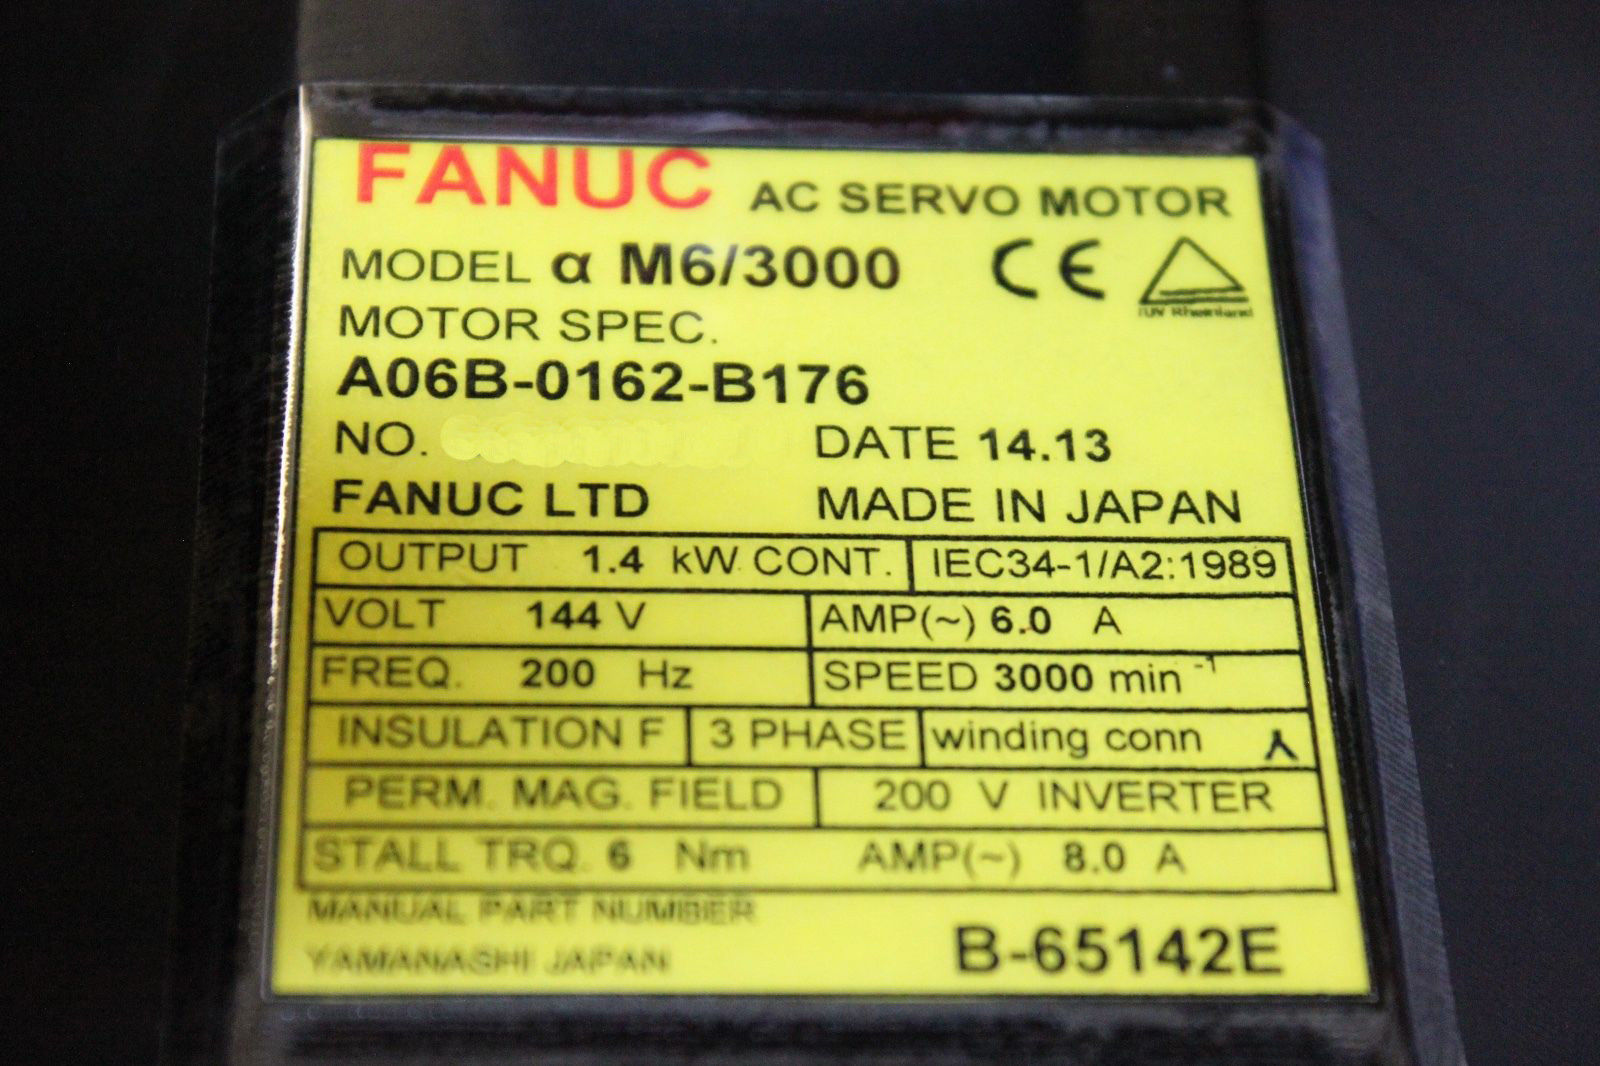 FANUC AC SERVO MOTOR
MODEL α M6/3000 CE
TUV Rheinland
MOTOR SPEC.
A06B-0162-B176
NO. DATE 14.13
FANUC LTD MADE IN JAPAN
OUTPUT 1.4 kW CONT. IEC34-1/A2:1989
VOLT 144 V AMP(~) 6.0 A
FREQ. 200 Hz SPEED 3000 min⁻¹
INSULATION F 3 PHASE winding conn
PERM. MAG. FIELD 200 V INVERTER
STALL TRQ. 6 Nm AMP(~) 8.0 A
MANUAL PART NUMBER
YAMANASHI JAPAN B-65142E